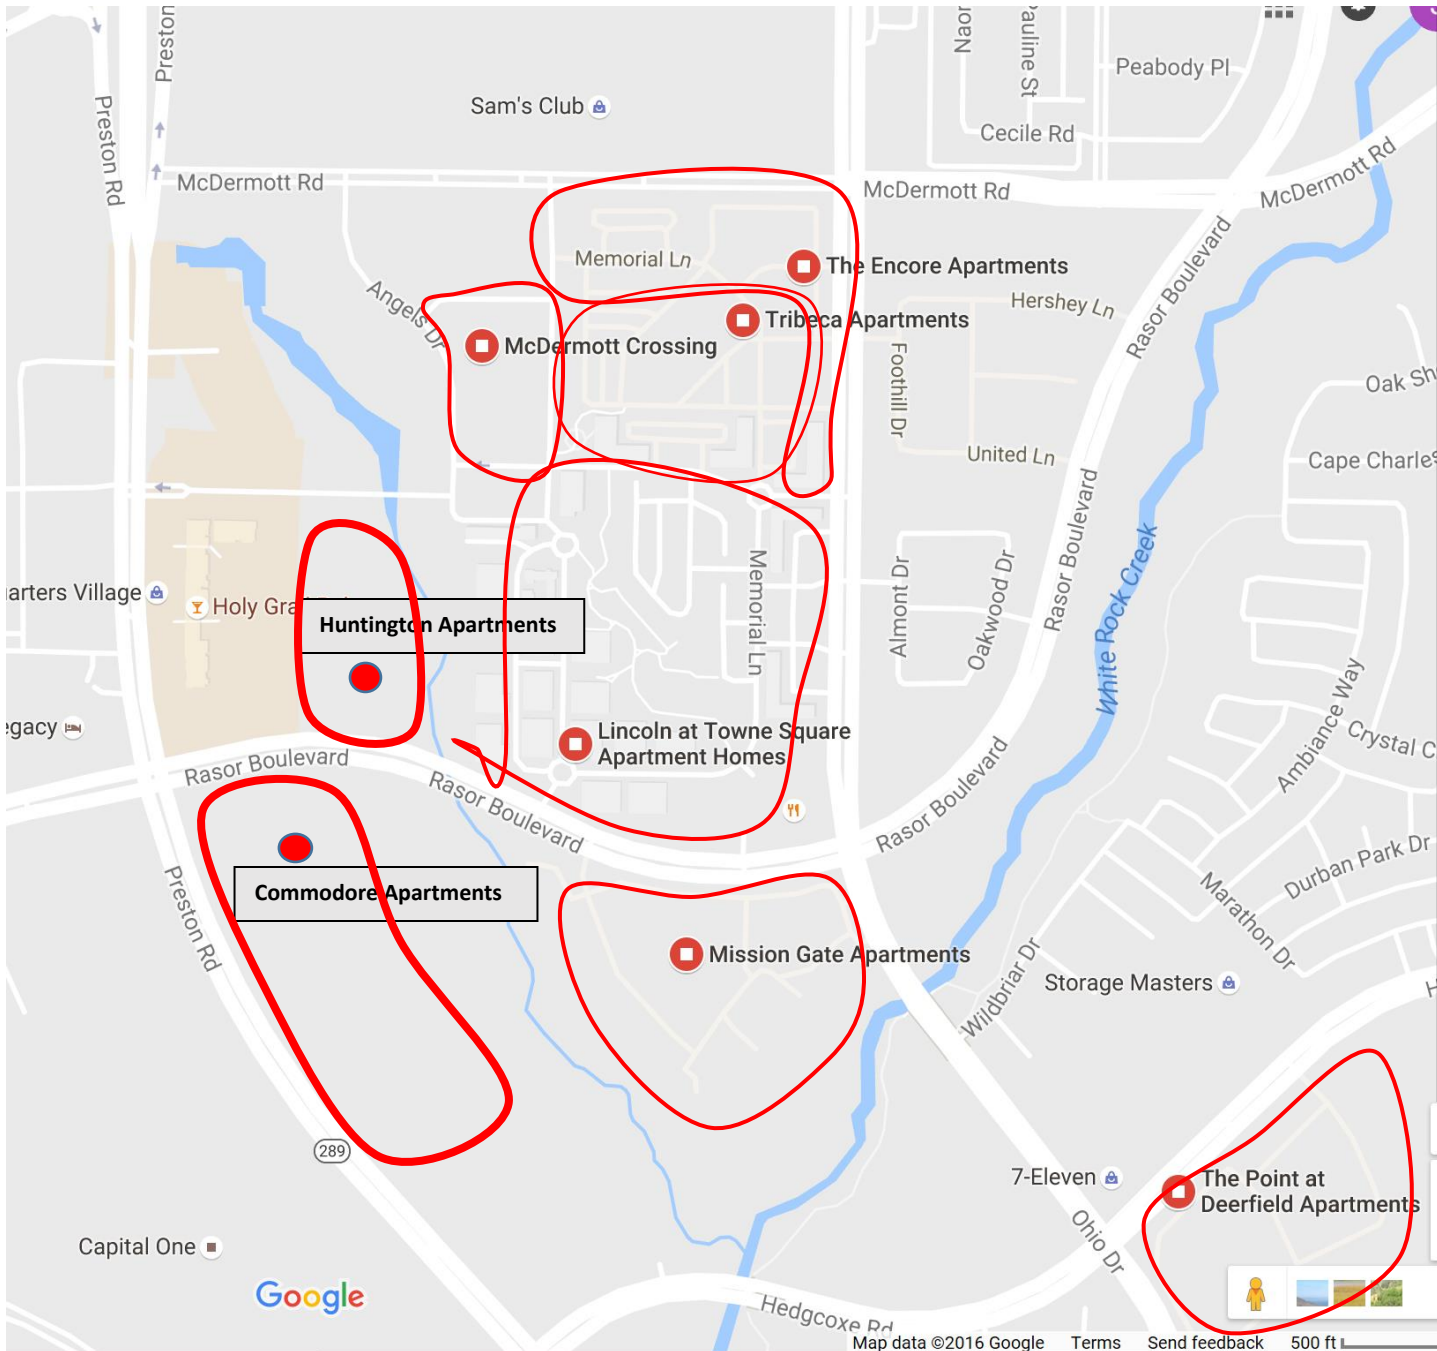 Preston
Naor
auline St
Peabody Pl
Sam's Club
Cecile Rd
Preston Rd
McDermott Rd
McDermott Rd
McDermott Rd
Memorial Ln
The Encore Apartments
Rasor Boulevard
Angels Dr
Hershey Ln
Tribeca Apartments
McDermott Crossing
Foothill Dr
Oak Sh
United Ln
Cape Charles
Rasor Boulevard
White Rock Creek
Memorial Ln
Almont Dr
Oakwood Dr
arters Village
Holy Gra
Huntington Apartments
Ambiance Way
egacy
Lincoln at Towne Square
Apartment Homes
Crystal C
Rasor Boulevard
Rasor Boulevard
Rasor Boulevard
Durban Park Dr
Commodore Apartments
Preston Rd
Marathon Dr
Mission Gate Apartments
Wildbriar Dr
Storage Masters
H
289
7-Eleven
The Point at
Deerfield Apartments
Ohio Dr
Capital One
Google
Hedgcoxe Rd
Map data ©2016 Google Terms Send feedback 500 ft